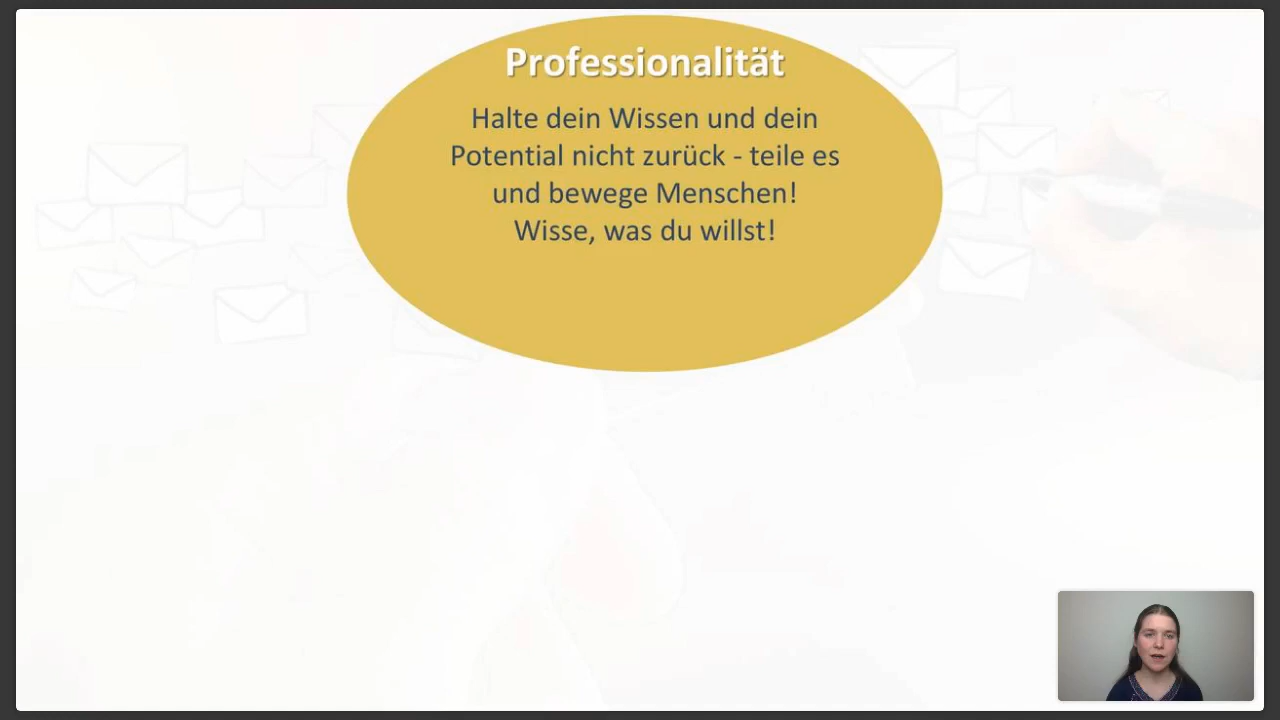 Professionalität
Halte dein Wissen und dein
Potential nicht zurück - teile es
und bewege Menschen!
Wisse, was du willst!